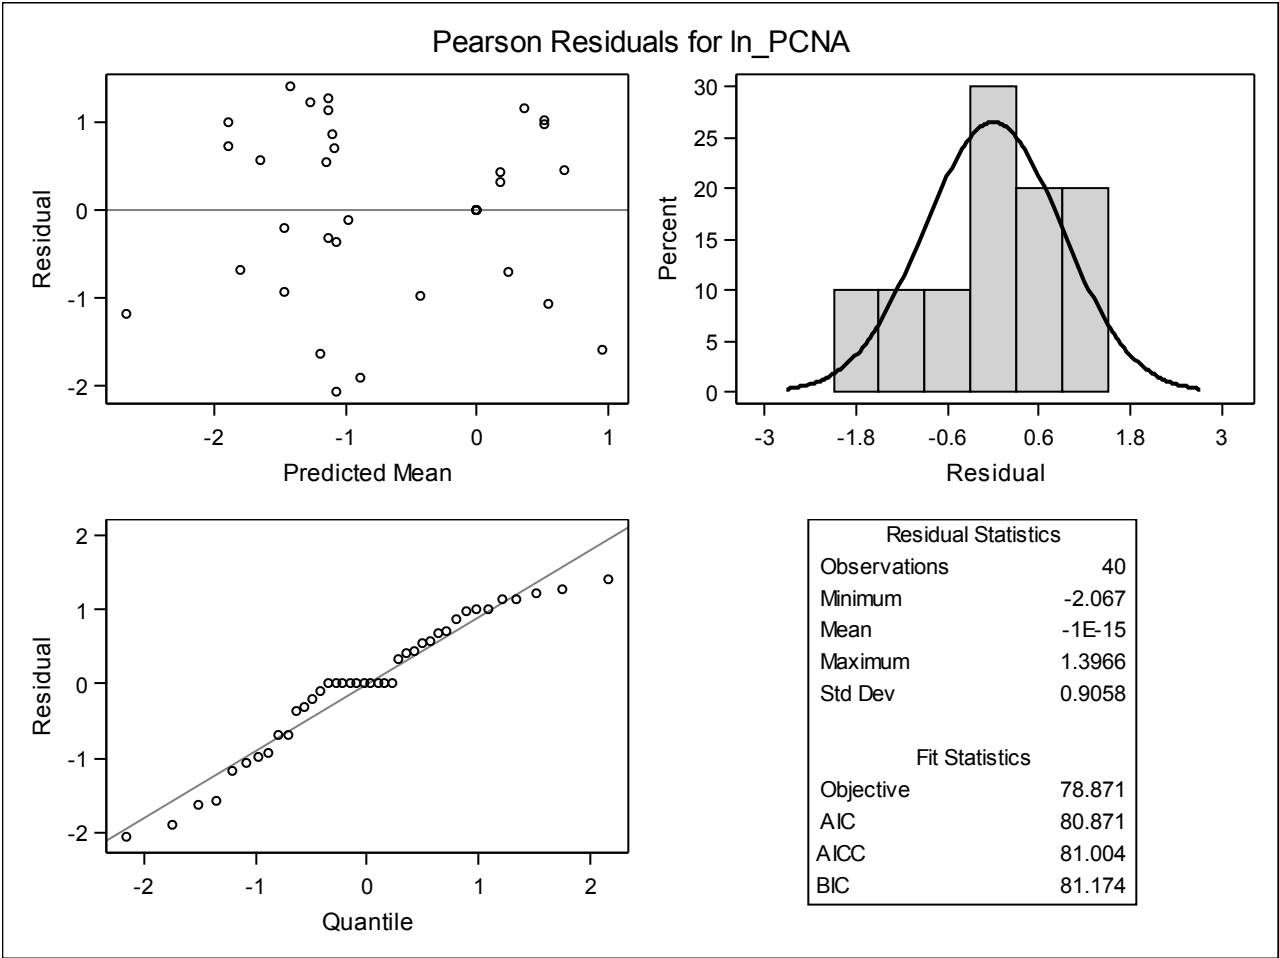 Pearson Residuals for ln_PCNA
1
0
-1
-2
Residual
-2 -1 0 1
Predicted Mean
30
25
20
15
10
5
0
Percent
-3 -1.8 -0.6 0.6 1.8 3
Residual
2
1
0
-1
-2
Residual
-2 -1 0 1 2
Quantile
Residual Statistics
Observations 40
Minimum -2.067
Mean -1E-15
Maximum 1.3966
Std Dev 0.9058
Fit Statistics
Objective 78.871
AIC 80.871
AICC 81.004
BIC 81.174